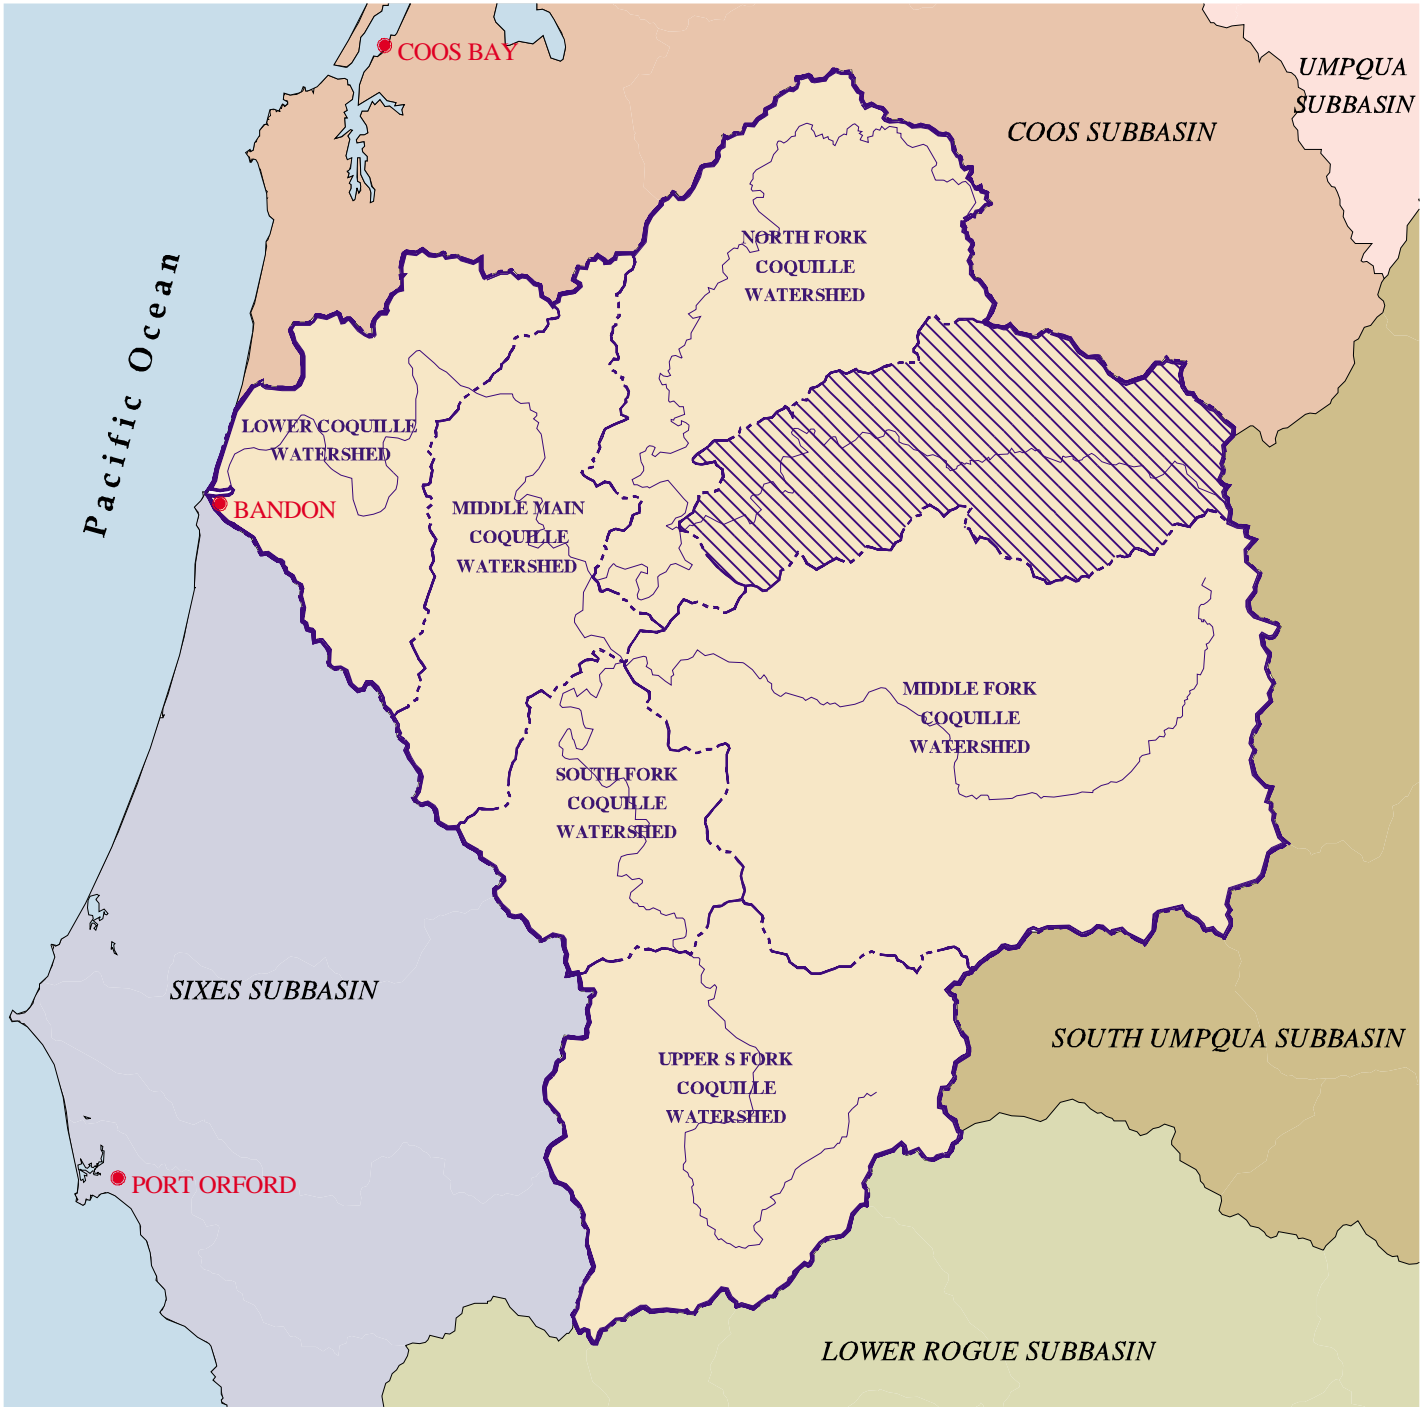 COOS BAY
UMPQUA
SUBBASIN
COOS SUBBASIN
NORTH FORK
COQUILLE
WATERSHED
Pacific Ocean
LOWER COQUILLE
WATERSHED
BANDON
MIDDLE MAIN
COQUILLE
WATERSHED
MIDDLE FORK
COQUILLE
WATERSHED
SOUTH FORK
COQUILLE
WATERSHED
SIXES SUBBASIN
SOUTH UMPQUA SUBBASIN
UPPER S FORK
COQUILLE
WATERSHED
PORT ORFORD
LOWER ROGUE SUBBASIN